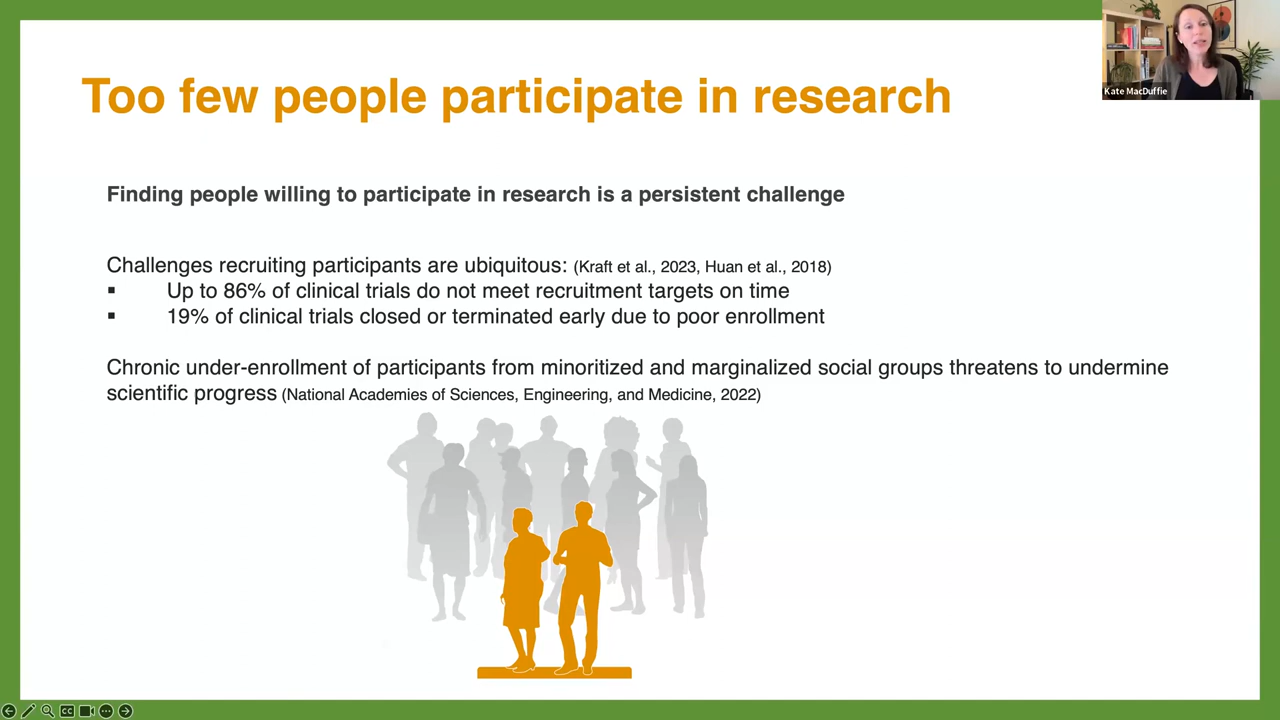 Too few people participate in research
Kate MacDuffie
Finding people willing to participate in research is a persistent challenge
Challenges recruiting participants are ubiquitous: (Kraft et al., 2023, Huan et al., 2018)
▪ Up to 86% of clinical trials do not meet recruitment targets on time
▪ 19% of clinical trials closed or terminated early due to poor enrollment
Chronic under-enrollment of participants from minoritized and marginalized social groups threatens to undermine
scientific progress (National Academies of Sciences, Engineering, and Medicine, 2022)
CC